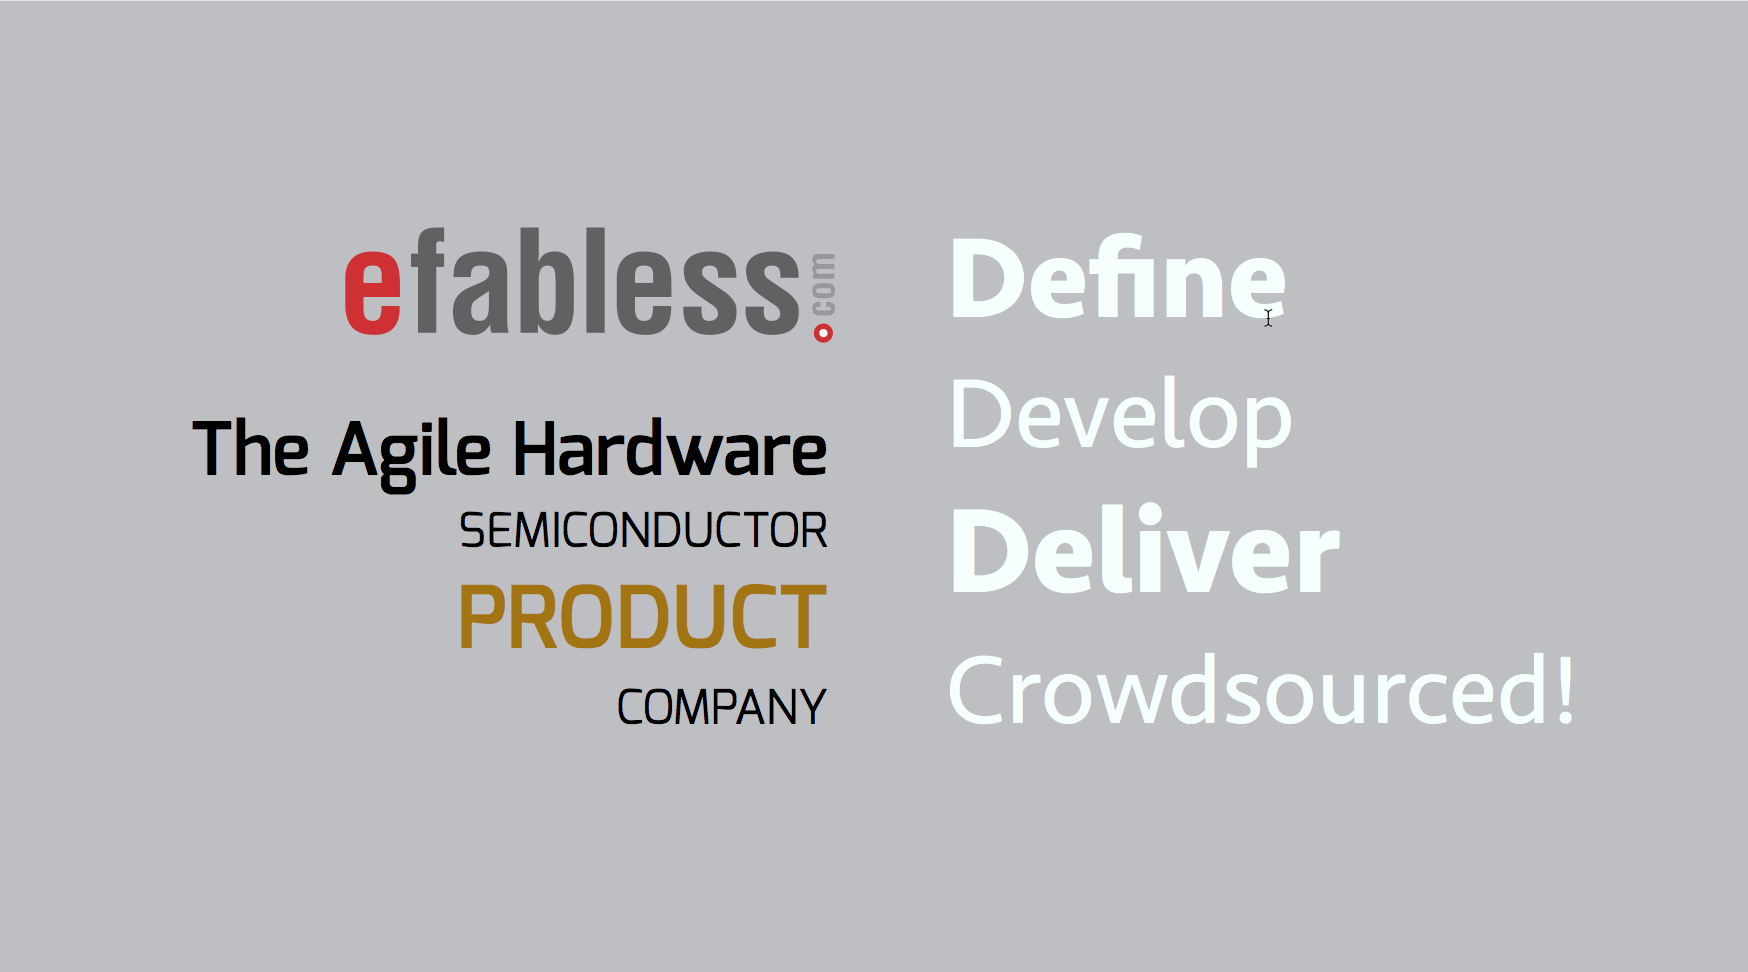 efabless.com
The Agile Hardware
SEMICONDUCTOR
PRODUCT
COMPANY
Define
Develop
Deliver
Crowdsourced!